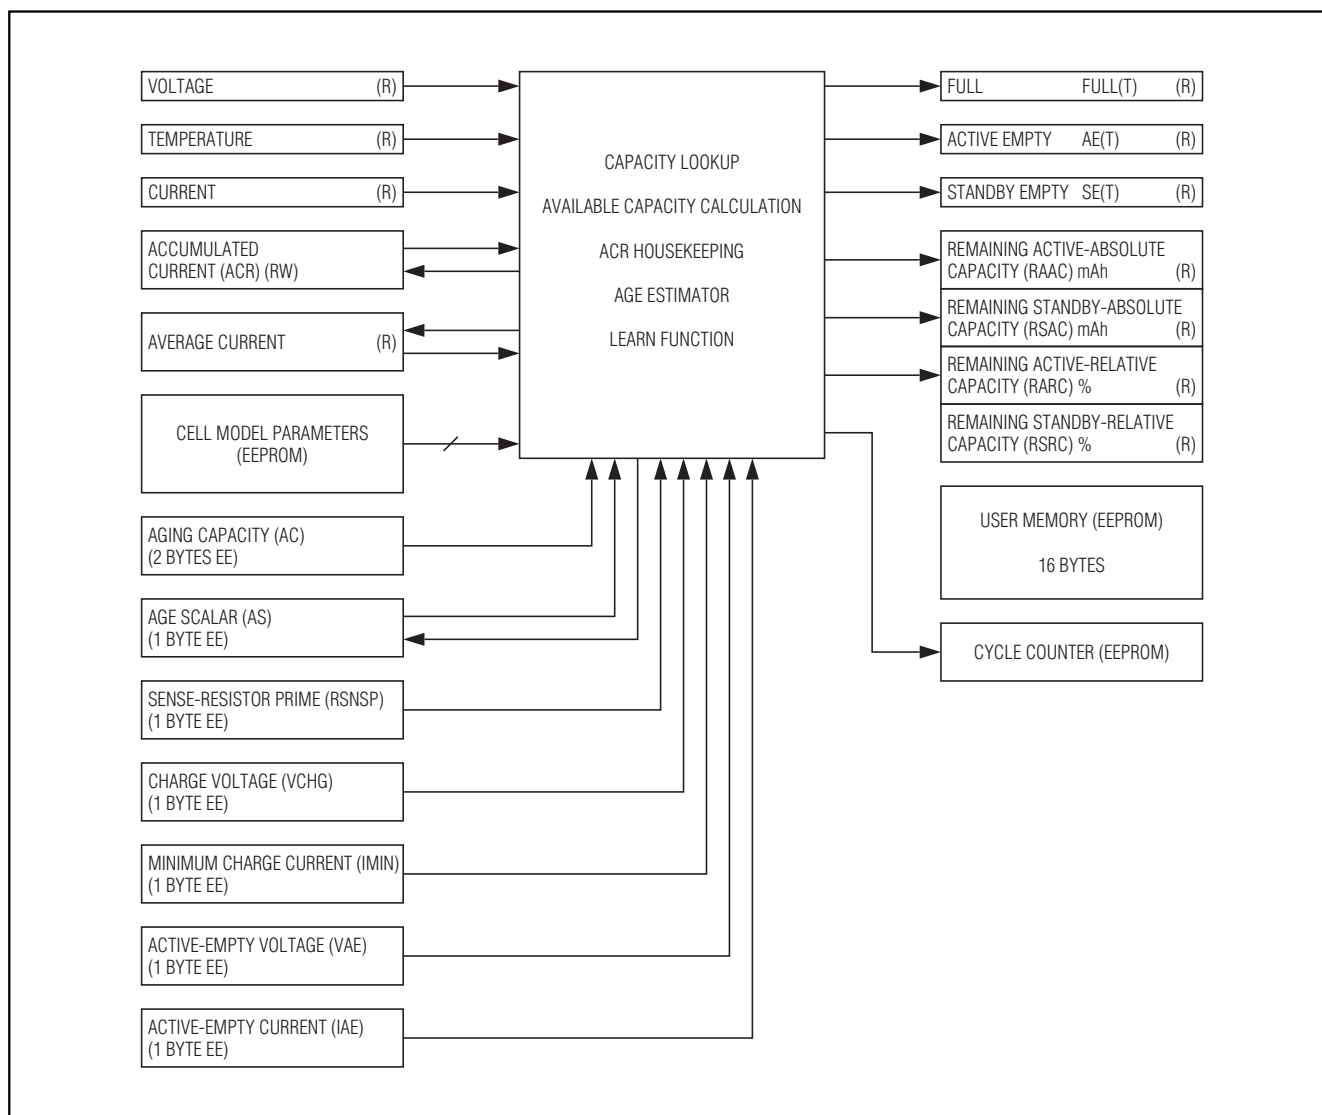 VOLTAGE (R)
TEMPERATURE (R)
CURRENT (R)
ACCUMULATED
CURRENT (ACR) (RW)
AVERAGE CURRENT (R)
CELL MODEL PARAMETERS
(EEPROM)
AGING CAPACITY (AC)
(2 BYTES EE)
AGE SCALAR (AS)
(1 BYTE EE)
SENSE-RESISTOR PRIME (RSNSP)
(1 BYTE EE)
CHARGE VOLTAGE (VCHG)
(1 BYTE EE)
MINIMUM CHARGE CURRENT (IMIN)
(1 BYTE EE)
ACTIVE-EMPTY VOLTAGE (VAE)
(1 BYTE EE)
ACTIVE-EMPTY CURRENT (IAE)
(1 BYTE EE)
CAPACITY LOOKUP
AVAILABLE CAPACITY CALCULATION
ACR HOUSEKEEPING
AGE ESTIMATOR
LEARN FUNCTION
FULL FULL(T) (R)
ACTIVE EMPTY AE(T) (R)
STANDBY EMPTY SE(T) (R)
REMAINING ACTIVE-ABSOLUTE
CAPACITY (RAAC) mAh (R)
REMAINING STANDBY-ABSOLUTE
CAPACITY (RSAC) mAh (R)
REMAINING ACTIVE-RELATIVE
CAPACITY (RARC) % (R)
REMAINING STANDBY-RELATIVE
CAPACITY (RSRC) % (R)
USER MEMORY (EEPROM)
16 BYTES
CYCLE COUNTER (EEPROM)